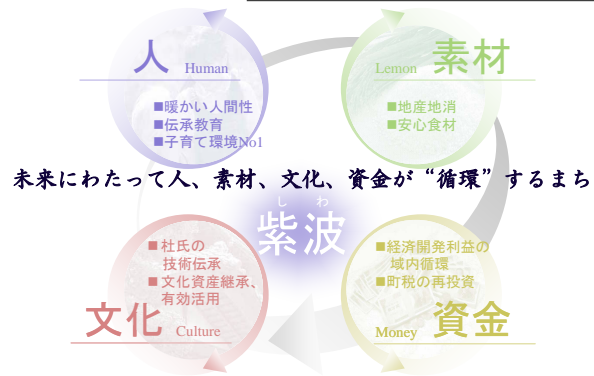 人 Human
■暖かい人間性
■伝承教育
■子育て環境No1
Lemon 素材
■地産地消
■安心食材
未来にわたって人、素材、文化、資金が“循環”するまち
しわ
紫波
■杜氏の
技術伝承
■文化資産継承、
有効活用
文化 Culture
■経済開発利益の
域内循環
■町税の再投資
Money 資金